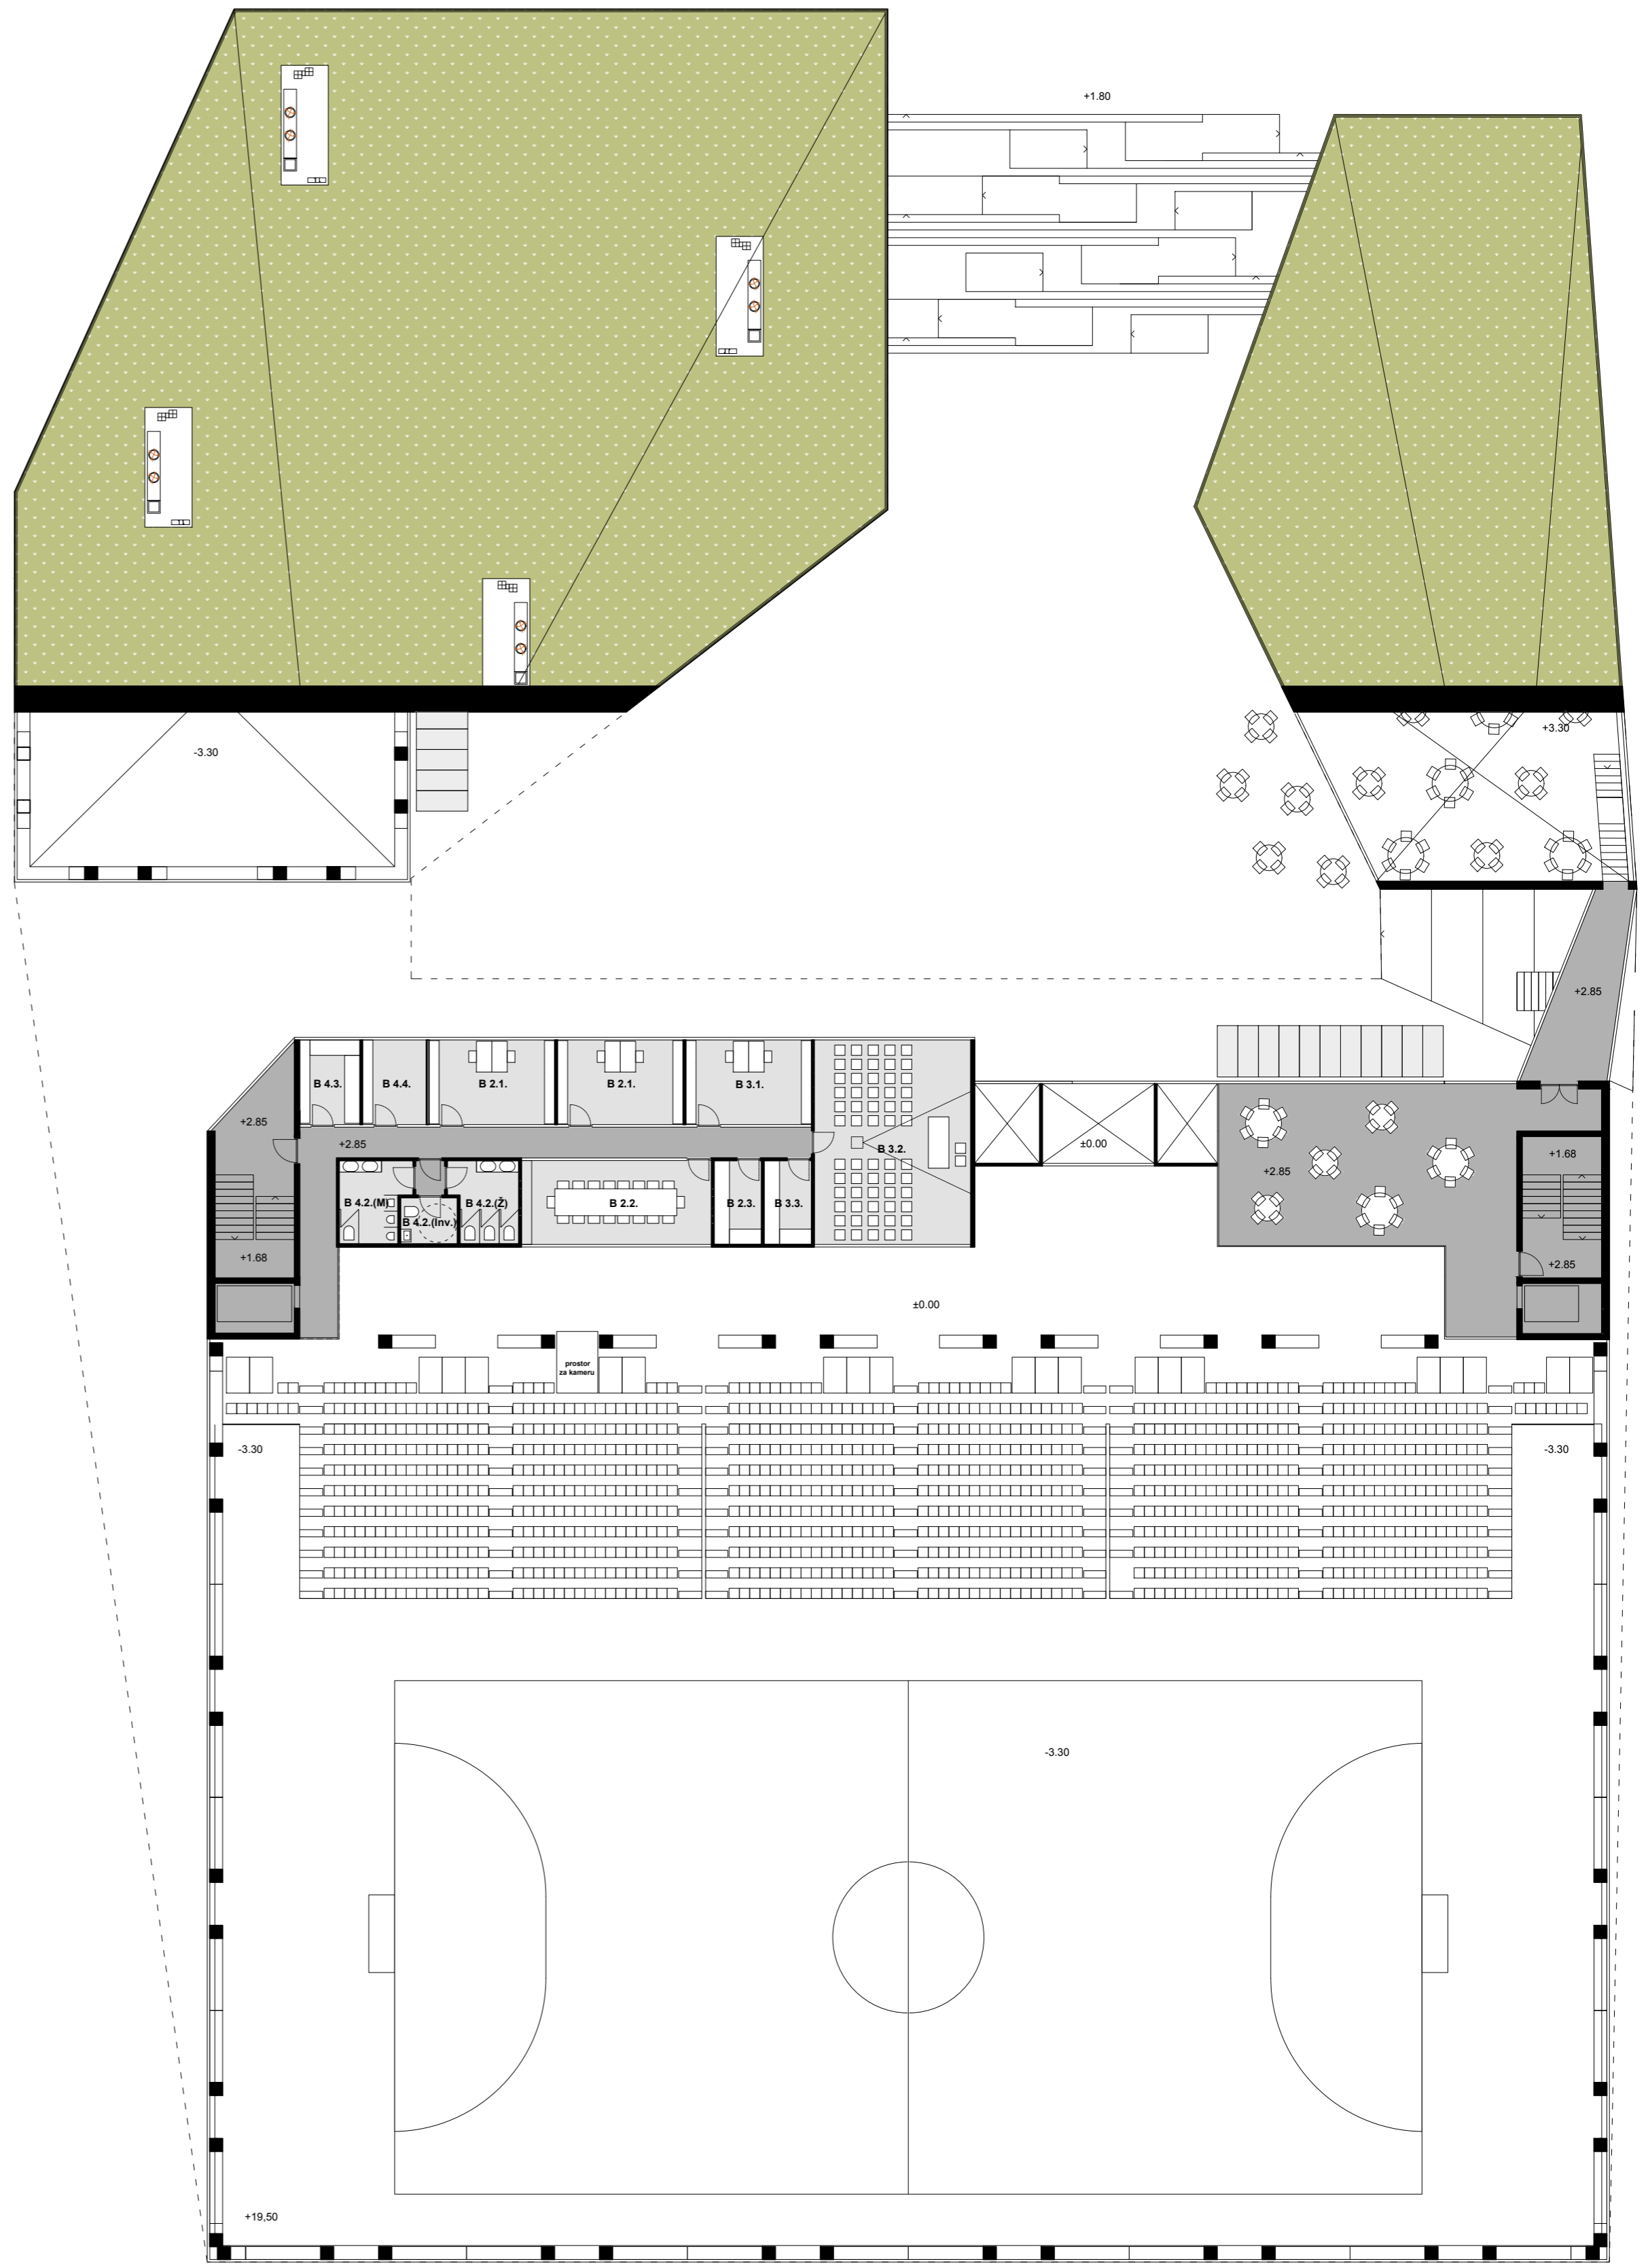 +1.80
-3.30
+3.30
+2.85
B 4.3.
B 4.4.
B 2.1.
B 2.1.
B 3.1.
+2.85
+2.85
±0.00
B 3.2.
+2.85
+1.68
B 4.2.(M)
B 4.2.(Inv.)
B 4.2.(Ž)
B 2.2.
B 2.3.
B 3.3.
+1.68
+2.85
±0.00
prostor
za kameru
-3.30
-3.30
-3.30
+19,50